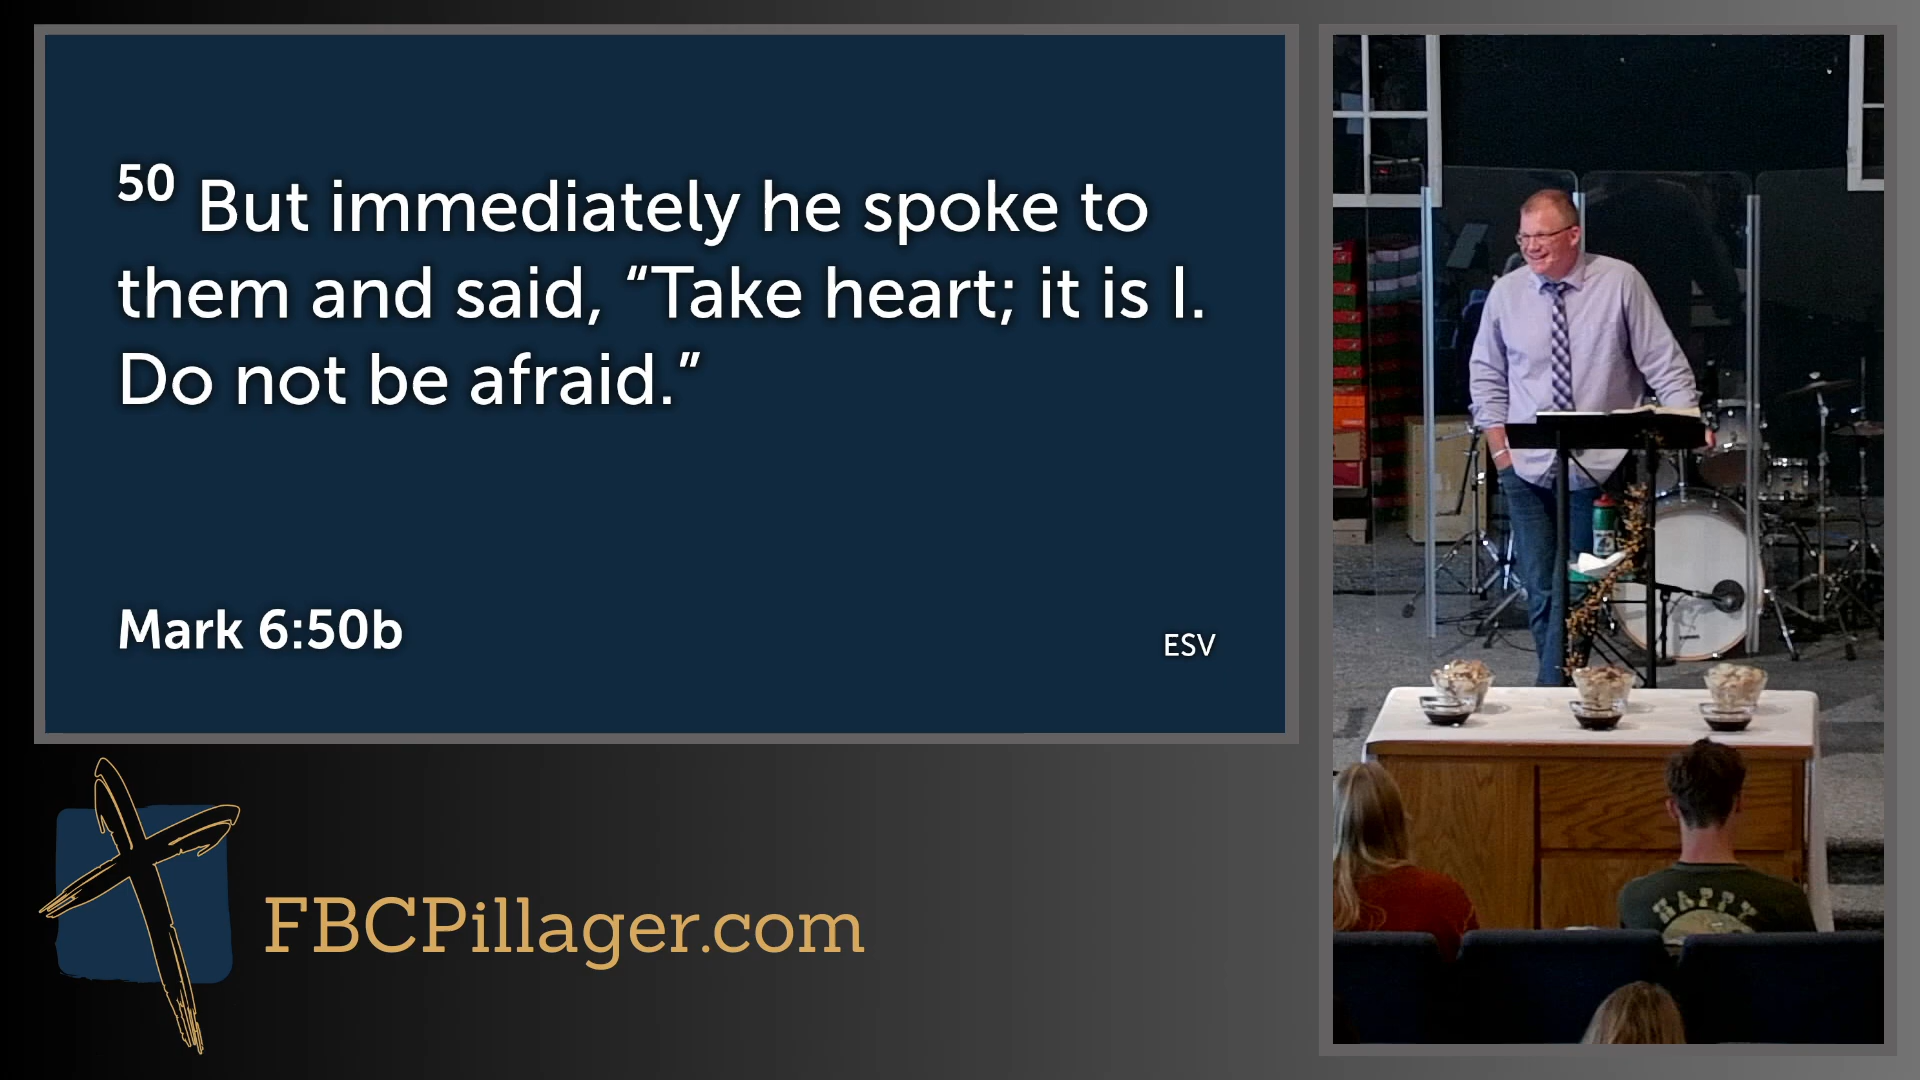 50 But immediately he spoke to
them and said, “Take heart; it is I.
Do not be afraid.”
Mark 6:50b
ESV
FBCPillager.com
HAPPY